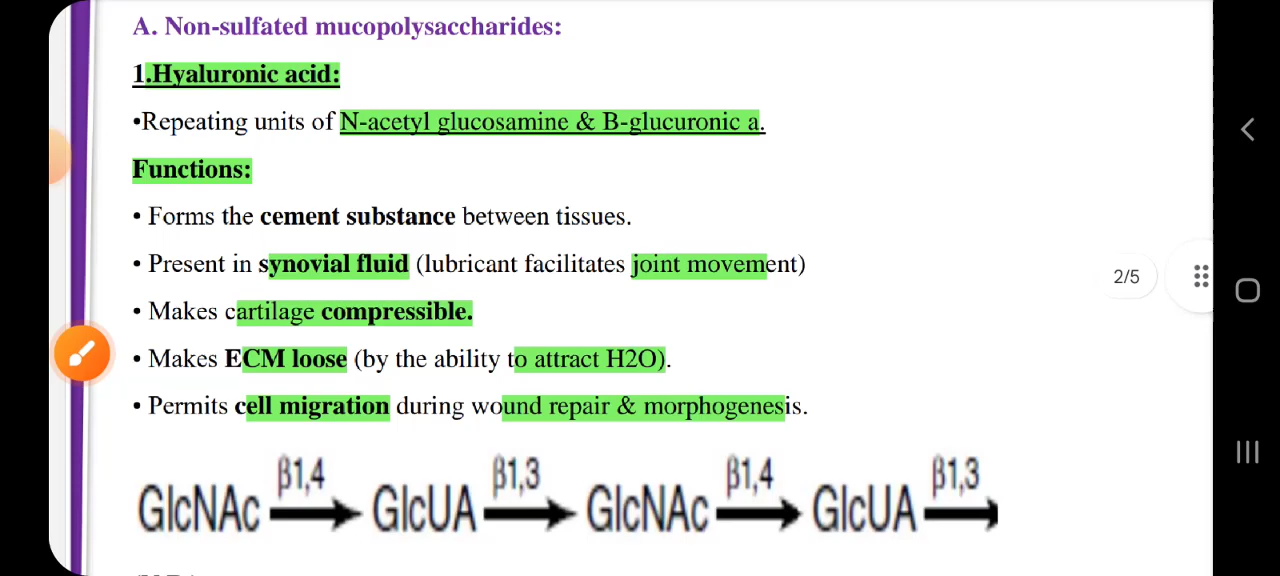 A. Non-sulfated mucopolysaccharides:
1.Hyaluronic acid:
•Repeating units of N-acetyl glucosamine & B-glucuronic a.
Functions:
• Forms the cement substance between tissues.
• Present in synovial fluid (lubricant facilitates joint movement)
2/5
• Makes cartilage compressible.
• Makes ECM loose (by the ability to attract H2O).
• Permits cell migration during wound repair & morphogenesis.
β1,4 β1,3 β1,4 β1,3
GlcNAc GlcUA GlcNAc GlcUA